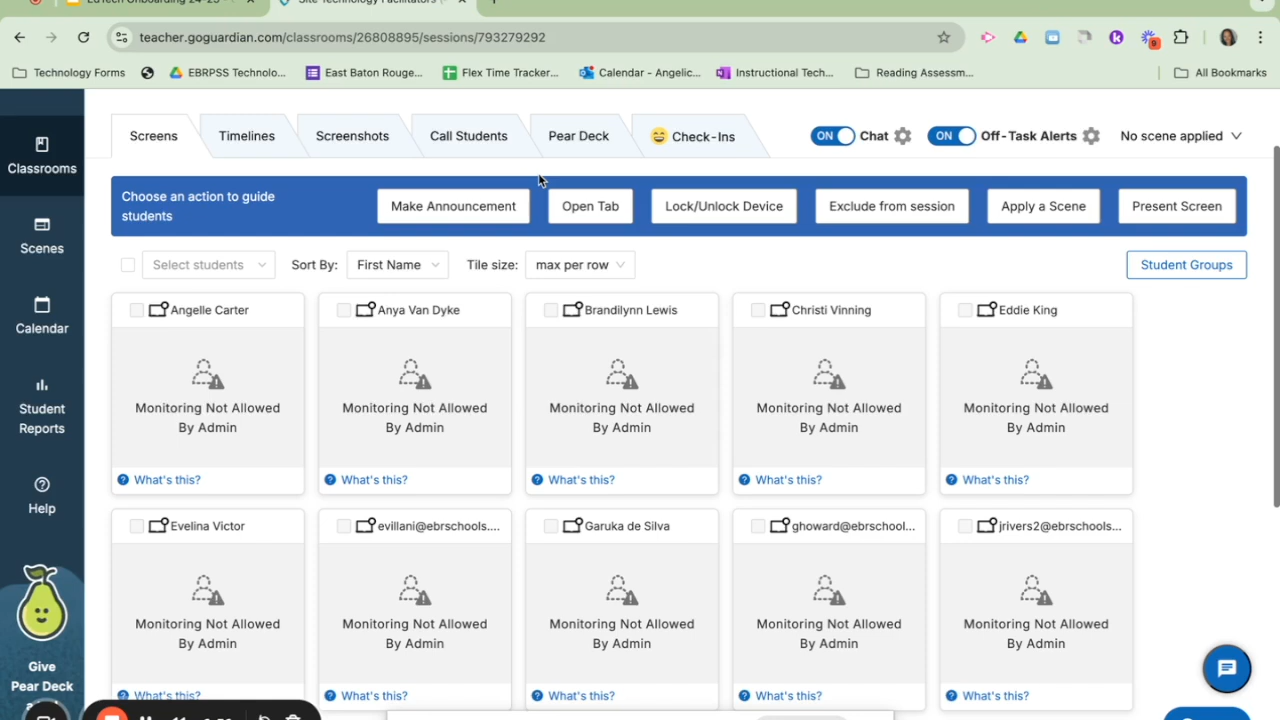 EdTech Onboarding 24-25 -
Site Technology Facilitators (
teacher.goguardian.com/classrooms/26808895/sessions/793279292
9
Technology Forms
EBRPSS Technolo...
East Baton Rouge...
Flex Time Tracker...
Calendar - Angelic...
Instructional Tech...
Reading Assessm...
All Bookmarks
Classrooms
Scenes
Calendar
Student
Reports
Help
Give
Pear Deck
Screens
Timelines
Screenshots
Call Students
Pear Deck
Check-Ins
ON Chat
ON Off-Task Alerts
No scene applied
Choose an action to guide
students
Make Announcement
Open Tab
Lock/Unlock Device
Exclude from session
Apply a Scene
Present Screen
Select students
Sort By: First Name
Tile size: max per row
Student Groups
Angelle Carter
Monitoring Not Allowed
By Admin
What's this?
Anya Van Dyke
Monitoring Not Allowed
By Admin
What's this?
Brandilynn Lewis
Monitoring Not Allowed
By Admin
What's this?
Christi Vinning
Monitoring Not Allowed
By Admin
What's this?
Eddie King
Monitoring Not Allowed
By Admin
What's this?
Evelina Victor
Monitoring Not Allowed
By Admin
What's this?
evillani@ebrschools....
Monitoring Not Allowed
By Admin
What's this?
Garuka de Silva
Monitoring Not Allowed
By Admin
What's this?
ghoward@ebrschool...
Monitoring Not Allowed
By Admin
What's this?
jrivers2@ebrschools...
Monitoring Not Allowed
By Admin
What's this?